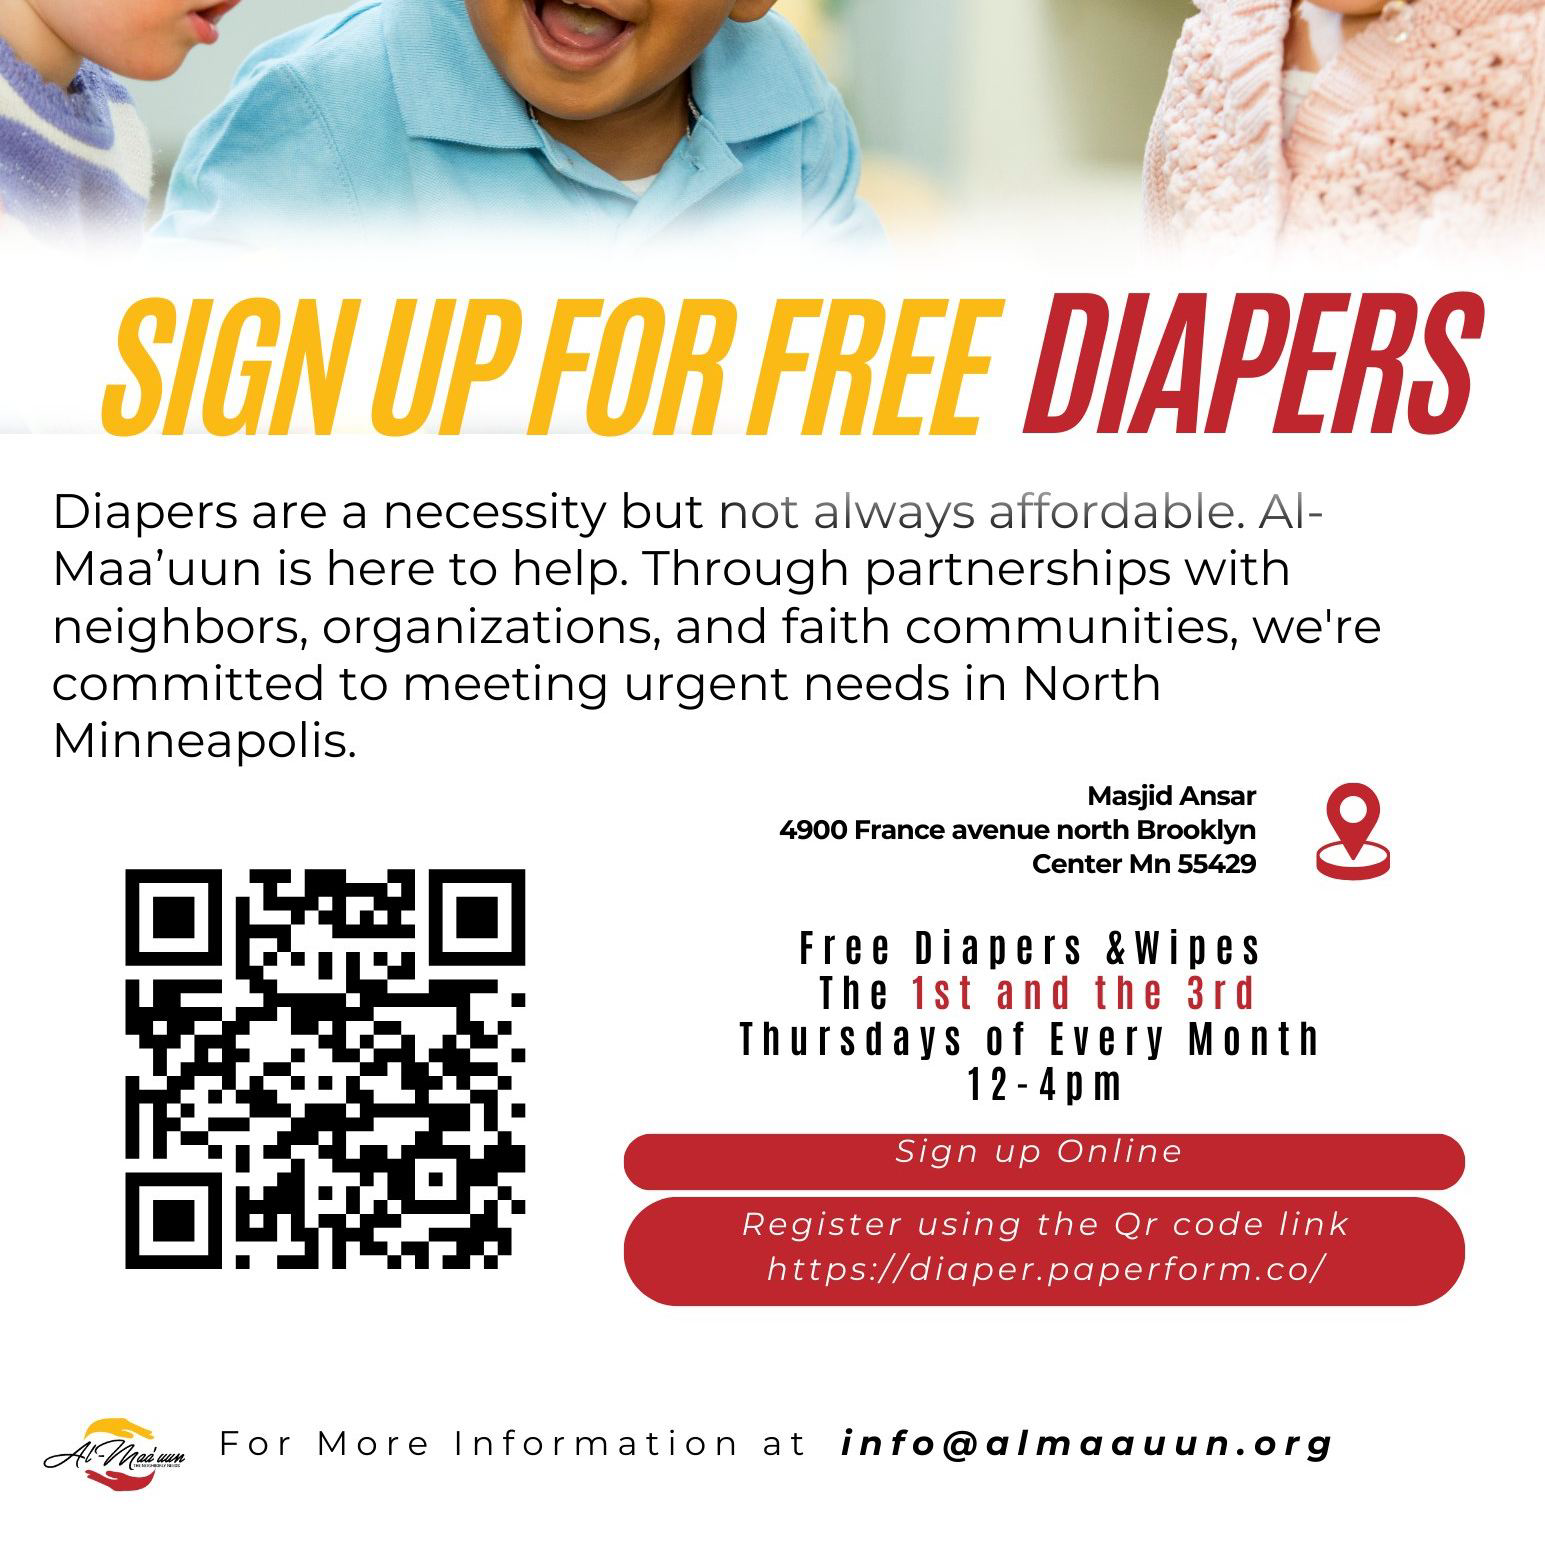 SIGN UP FOR FREE DIAPERS
Diapers are a necessity but not always affordable. Al-
Maa’uun is here to help. Through partnerships with
neighbors, organizations, and faith communities, we're
committed to meeting urgent needs in North
Minneapolis.
Masjid Ansar
4900 France avenue north Brooklyn
Center Mn 55429
Free Diapers &Wipes
The 1st and the 3rd
Thursdays of Every Month
12-4pm
Sign up Online
Register using the Qr code link
https://diaper.paperform.co/
Al-Maa'uun
THE NEIGHBORLY NEEDS
For More Information at info@almaauun.org